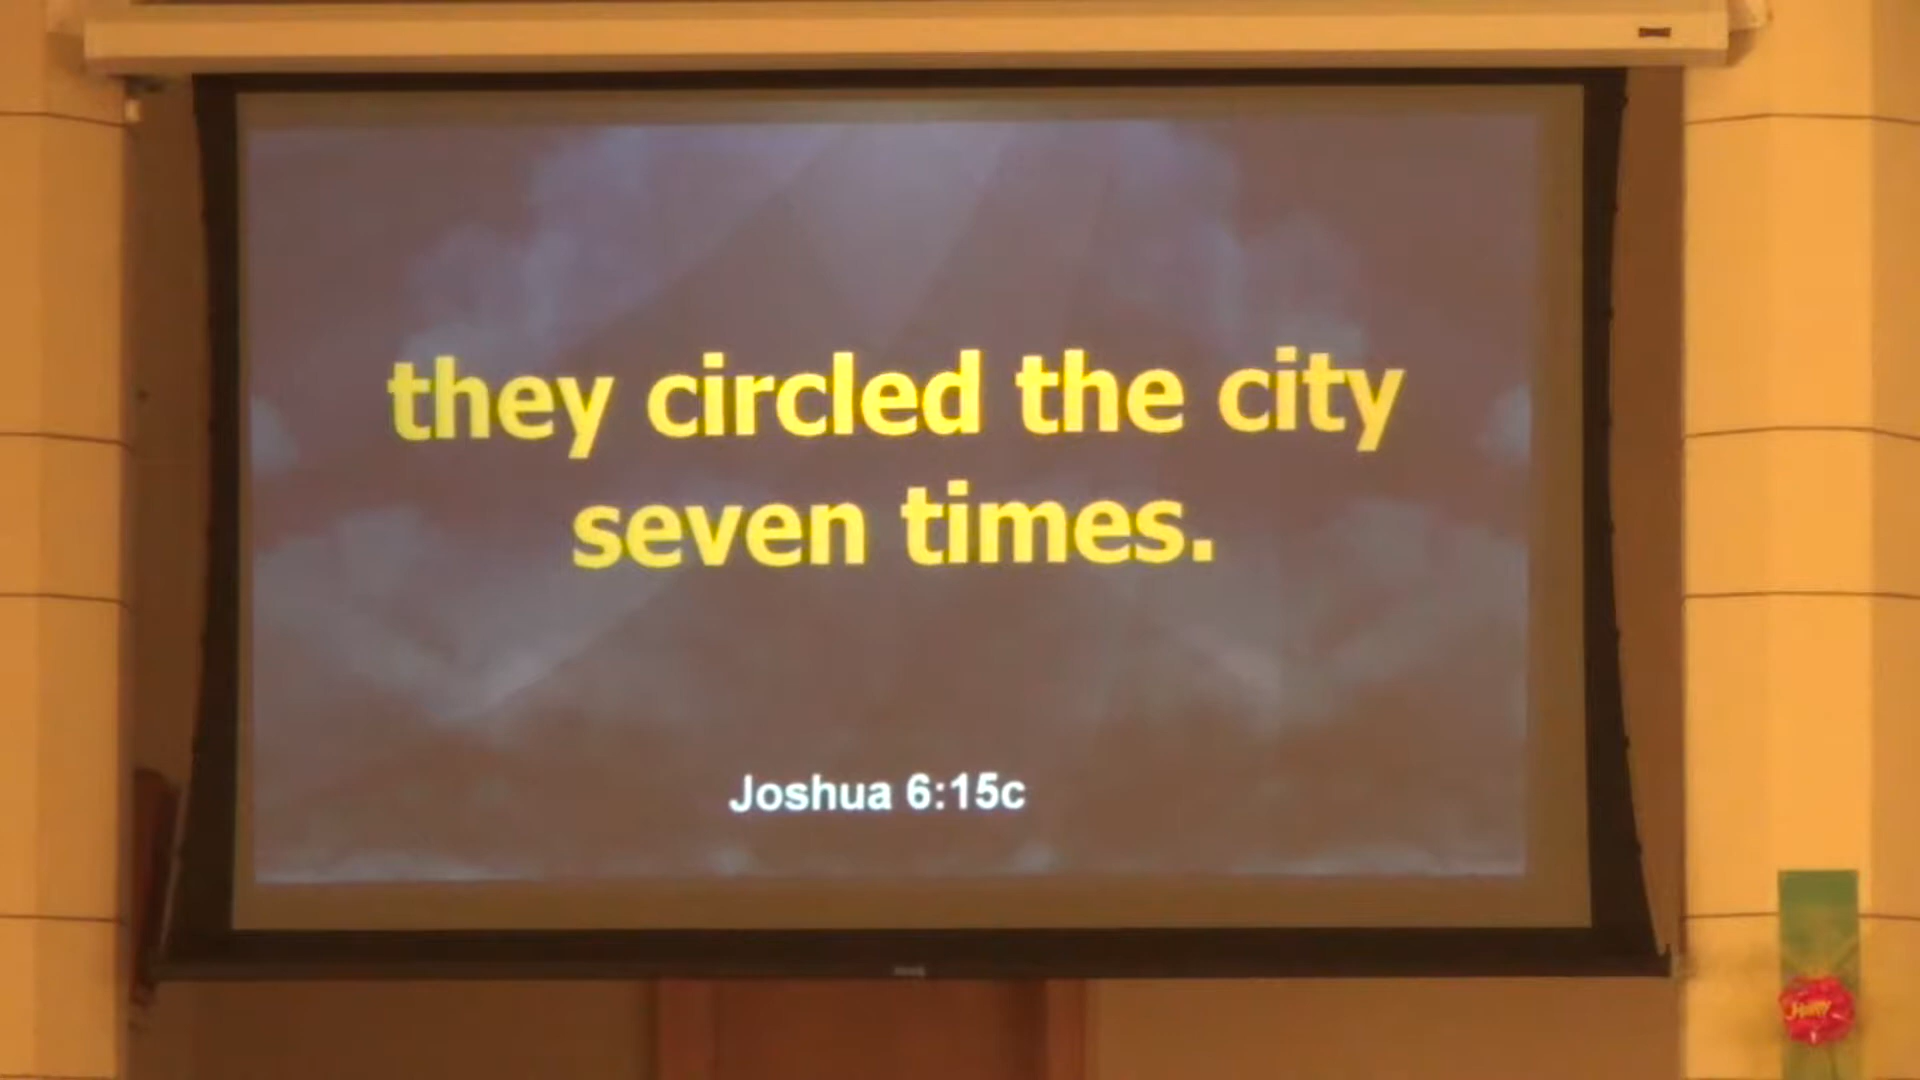 they circled the city
seven times.
Joshua 6:15c